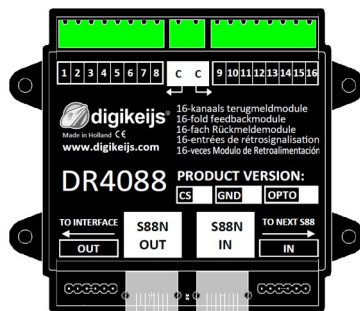 1 2 3 4 5 6 7 8 C C 9 10 11 12 13 14 15 16
digikeijs®
Made in Holland CE
www.digikeijs.com
16-kanaals terugmeldmodule
16-fold feedbackmodule
16-fach Rückmeldemodule
16-entrées de rétrosignalisation
16-veces Modulo de Retroalimentación
DR4088
PRODUCT VERSION:
CS GND OPTO
TO INTERFACE
OUT
S88N
OUT
S88N
IN
TO NEXT S88
IN